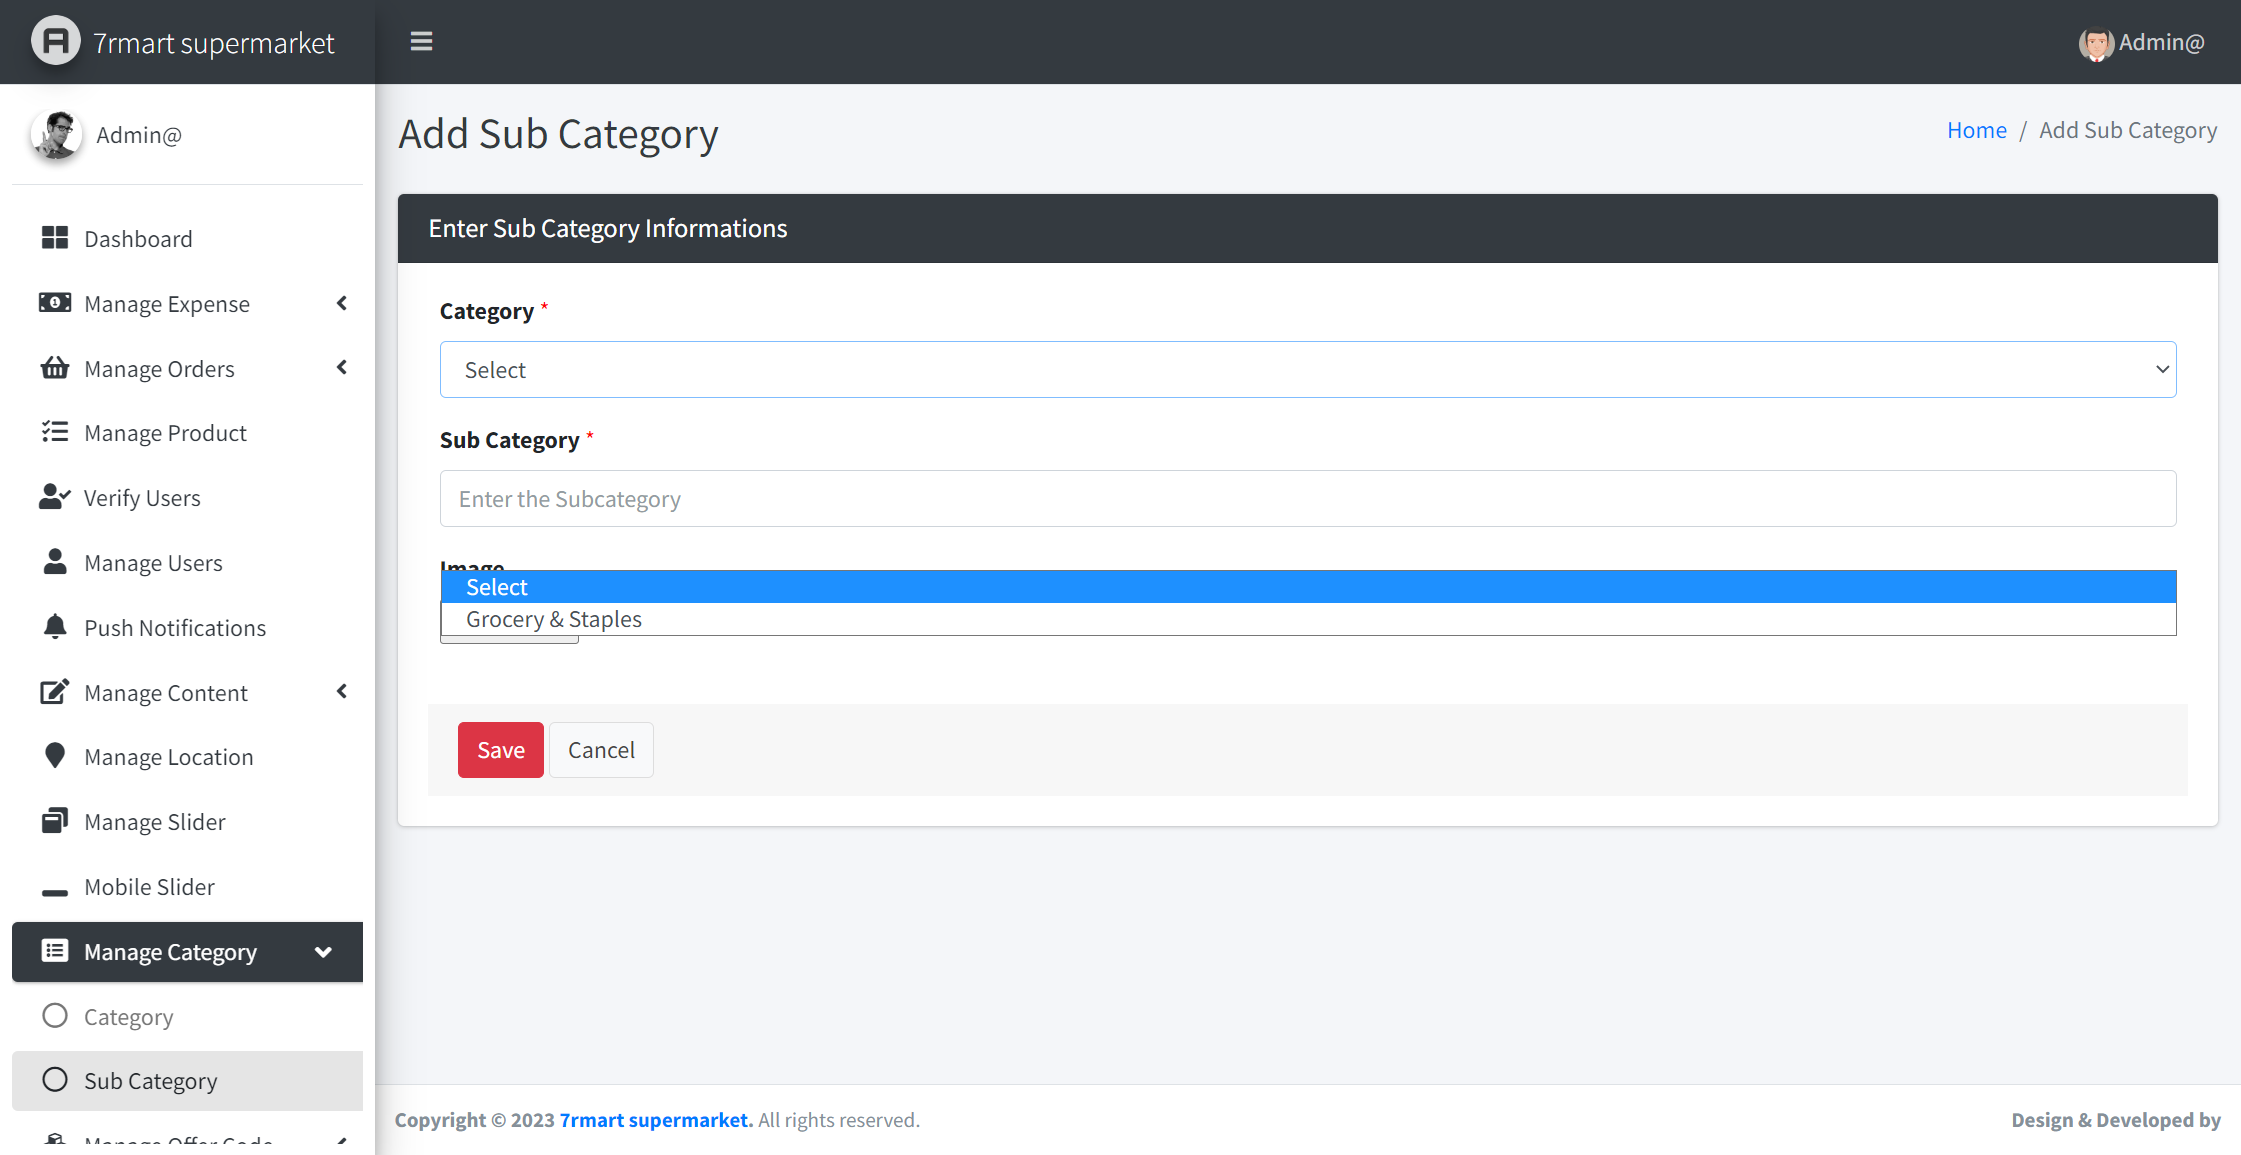 7rmart supermarket
Admin@
Admin@
Add Sub Category
Home / Add Sub Category
Dashboard
Manage Expense
Manage Orders
Manage Product
Verify Users
Manage Users
Push Notifications
Manage Content
Manage Location
Manage Slider
Mobile Slider
Manage Category
Category
Sub Category
Manage Offer Code
Enter Sub Category Informations
Category *
Select
Sub Category *
Enter the Subcategory
Image
Select
Grocery & Staples
Save
Cancel
Copyright © 2023 7rmart supermarket. All rights reserved.
Design & Developed by